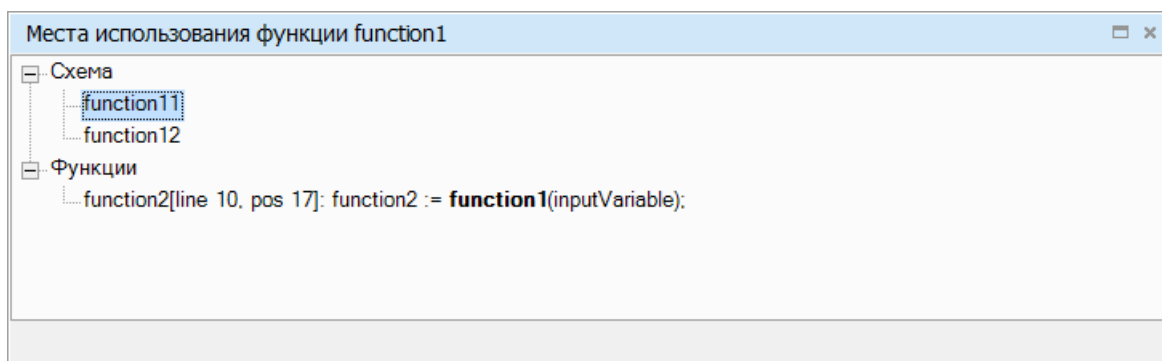 Места использования функции function1
Схема
function11
function12
Функции
function2[line 10, pos 17]: function2 := function1(inputVariable);